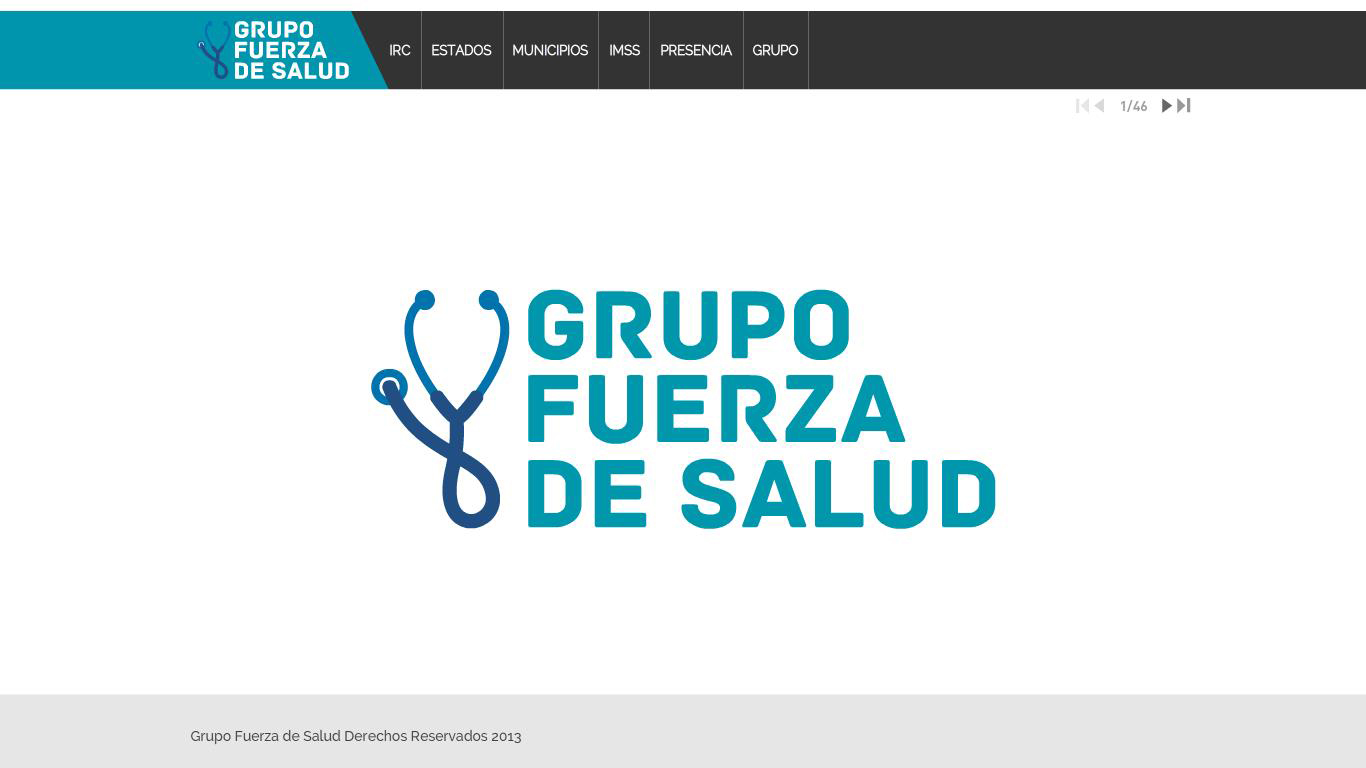 GRUPO
FUERZA
DE SALUD
IRC
ESTADOS
MUNICIPIOS
IMSS
PRESENCIA
GRUPO
1/46
GRUPO
FUERZA
DE SALUD
Grupo Fuerza de Salud Derechos Reservados 2013